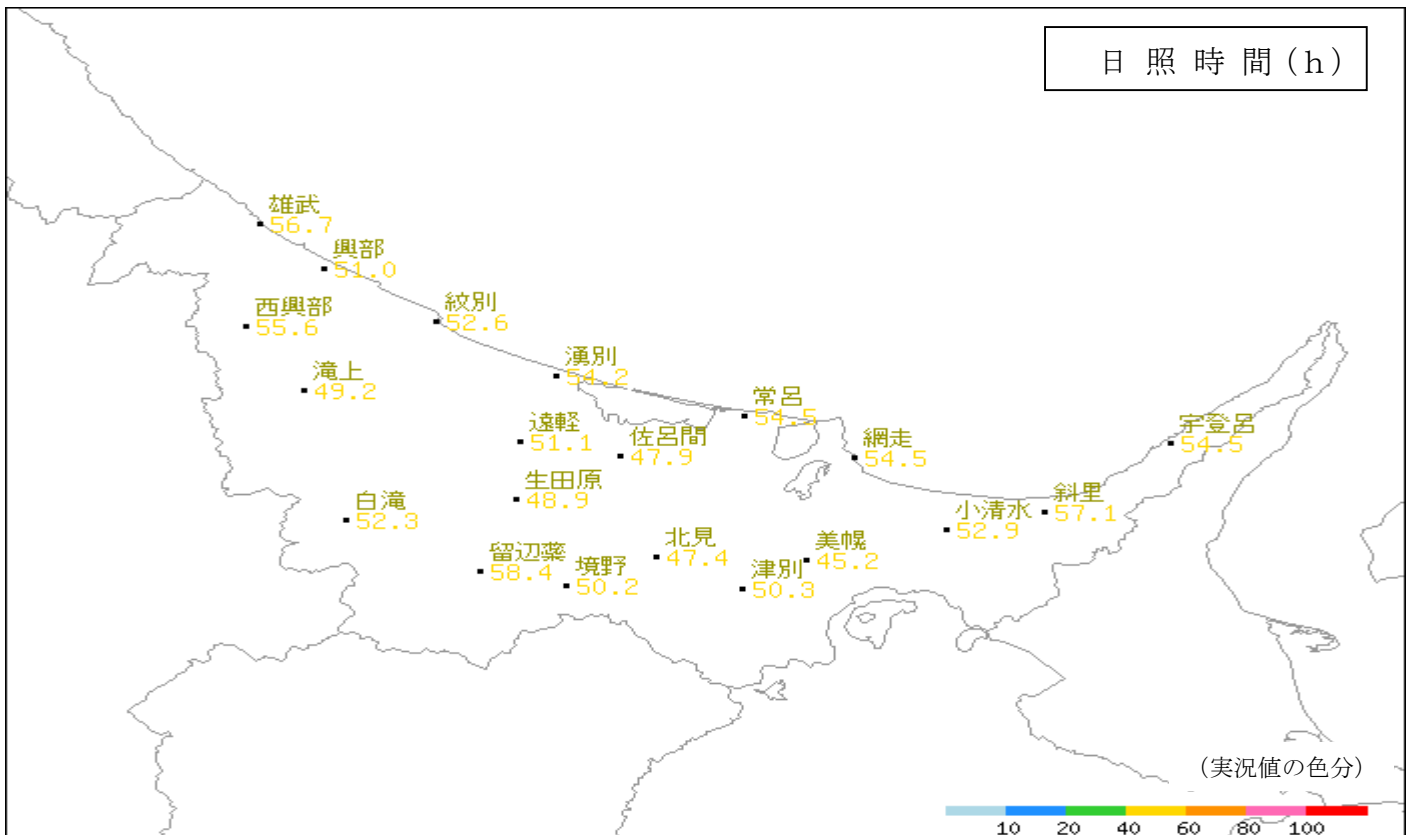 日照時間(h)
雄武
56.7
興部
51.0
西興部
55.6
紋別
52.6
滝上
49.2
湧別
54.2
常呂
54.5
遠軽
51.1
佐呂間
47.9
網走
54.5
宇登呂
54.5
生田原
48.9
白滝
52.3
斜里
57.1
小清水
52.9
留辺蘂
58.4
境野
50.2
北見
47.4
津別
50.3
美幌
45.2
(実況値の色分)
10 20 40 60 80 100